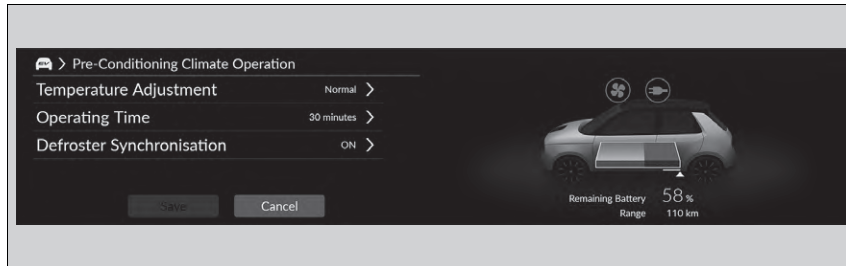 > Pre-Conditioning Climate Operation
Temperature Adjustment Normal >
Operating Time 30 minutes >
Defroster Synchronisation ON >
Save Cancel
Remaining Battery 58 %
Range 110 km